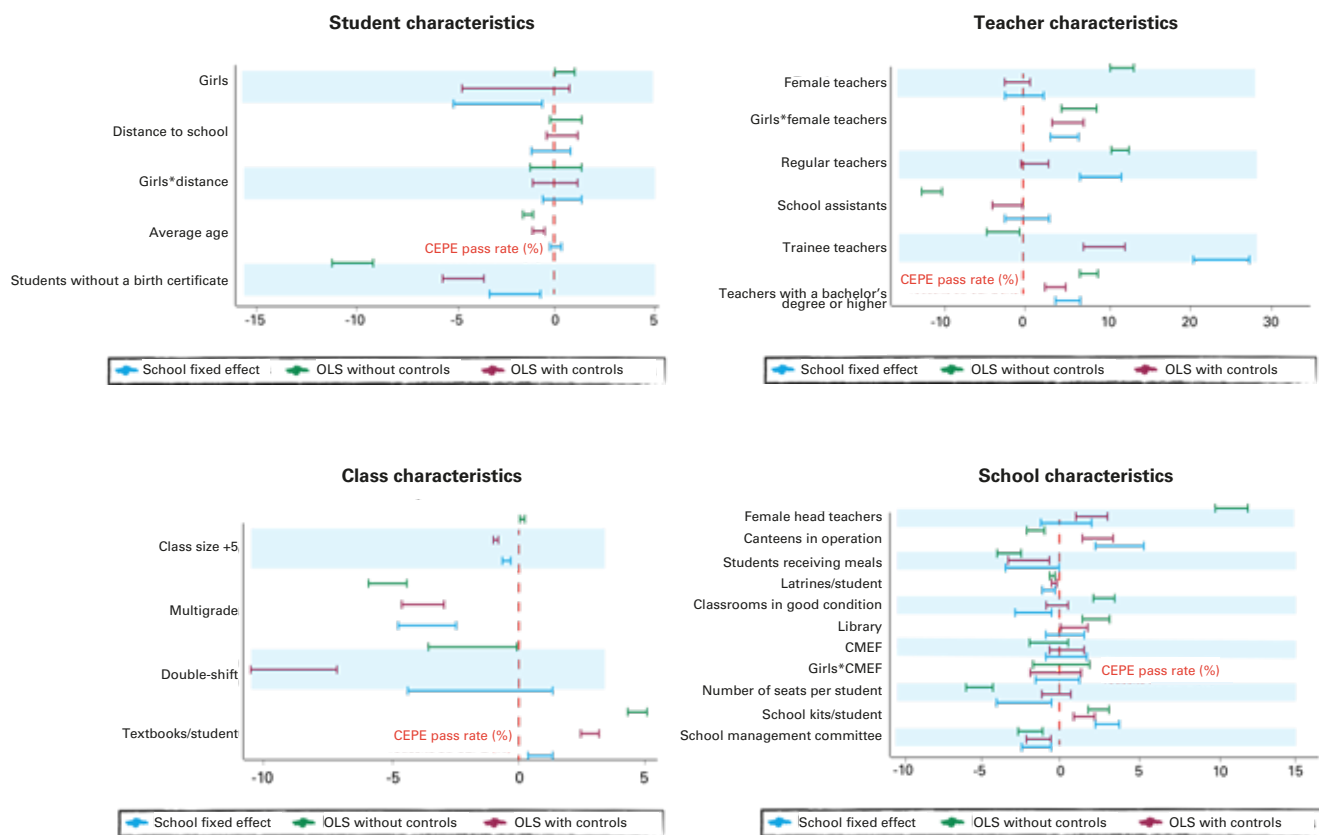 Student characteristics
Girls
Distance to school
Girls*distance
Average age
CEPE pass rate (%)
Students without a birth certificate
-15
-10
-5
0
5
School fixed effect
OLS without controls
OLS with controls
Teacher characteristics
Female teachers
Girls*female teachers
Regular teachers
School assistants
Trainee teachers
CEPE pass rate (%)
Teachers with a bachelor's
degree or higher
-10
0
10
20
30
School fixed effect
OLS without controls
OLS with controls
Class characteristics
Class size +5
Multigrade
Double-shift
Textbooks/student
CEPE pass rate (%)
-10
-5
0
5
School fixed effect
OLS without controls
OLS with controls
School characteristics
Female head teachers
Canteens in operation
Students receiving meals
Latrines/student
Classrooms in good condition
Library
CMEF
Girls*CMEF
CEPE pass rate (%)
Number of seats per student
School kits/student
School management committee
-10
-5
0
5
10
15
School fixed effect
OLS without controls
OLS with controls